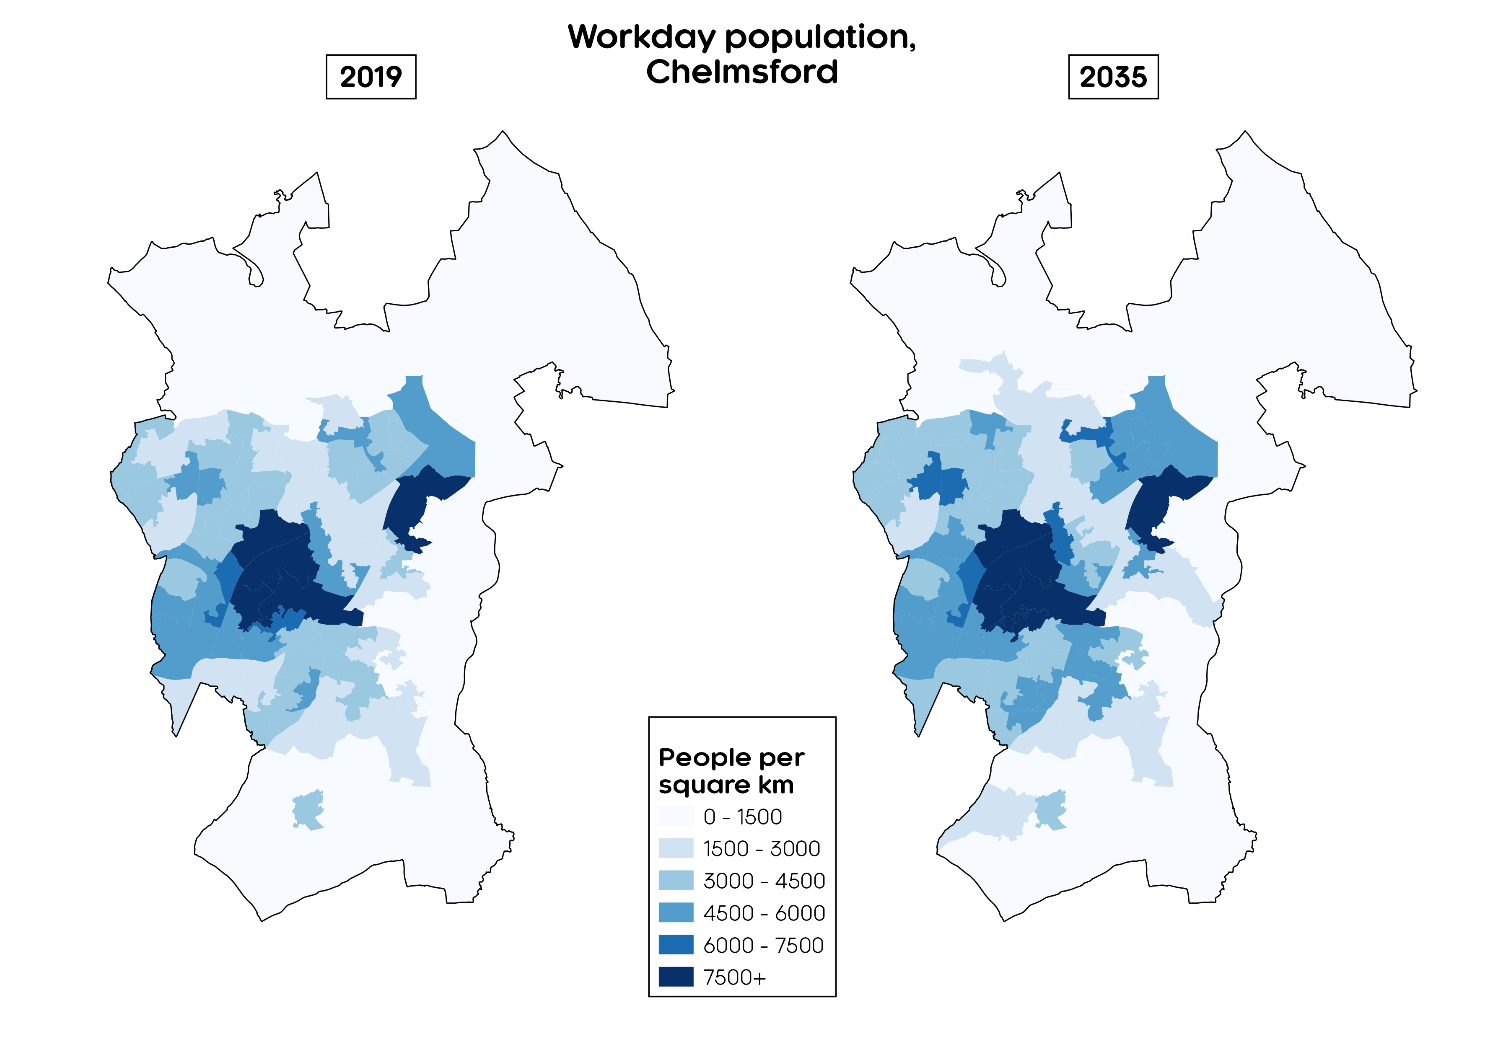 Workday population,
Chelmsford
2019
2035
People per
square km
0 - 1500
1500 - 3000
3000 - 4500
4500 - 6000
6000 - 7500
7500+